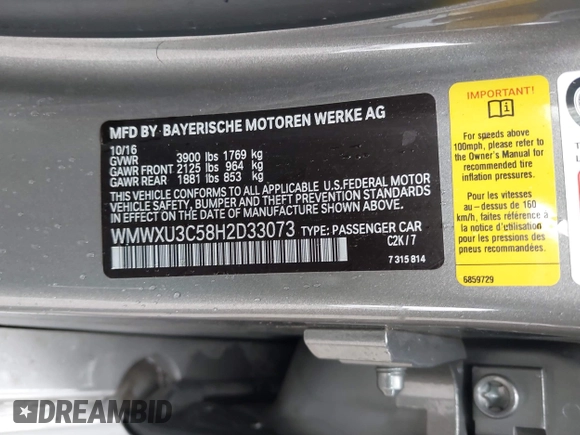 MFD BY BAYERISCHE MOTOREN WERKE AG
10/16
GVWR 3900 lbs 1769 kg
GAWR FRONT 2125 lbs 964 kg
GAWR REAR 1881 lbs 853 kg
THIS VEHICLE CONFORMS TO ALL APPLICABLE U.S.FEDERAL MOTOR
VEHICLE SAFETY, BUMPER AND THEFT PREVENTION STANDARDS
IN EFFECT ON THE DATE OF MANUFACTURE SHOWN ABOVE.
WMWXU3C58H2D33073 TYPE: PASSENGER CAR
C2K / 7
7 315 814
IMPORTANT!
For speeds above
100mph, please refer to
the Owner's Manual for
recommended tire
inflation pressures.
Pour les vitesses
au - dessus de 160
km/h, faites référence à
la notice d'utilisation
pour les pressions des
pneus recommandées.
6859729
DREAMBID